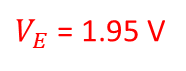 V_E = 1.95 V